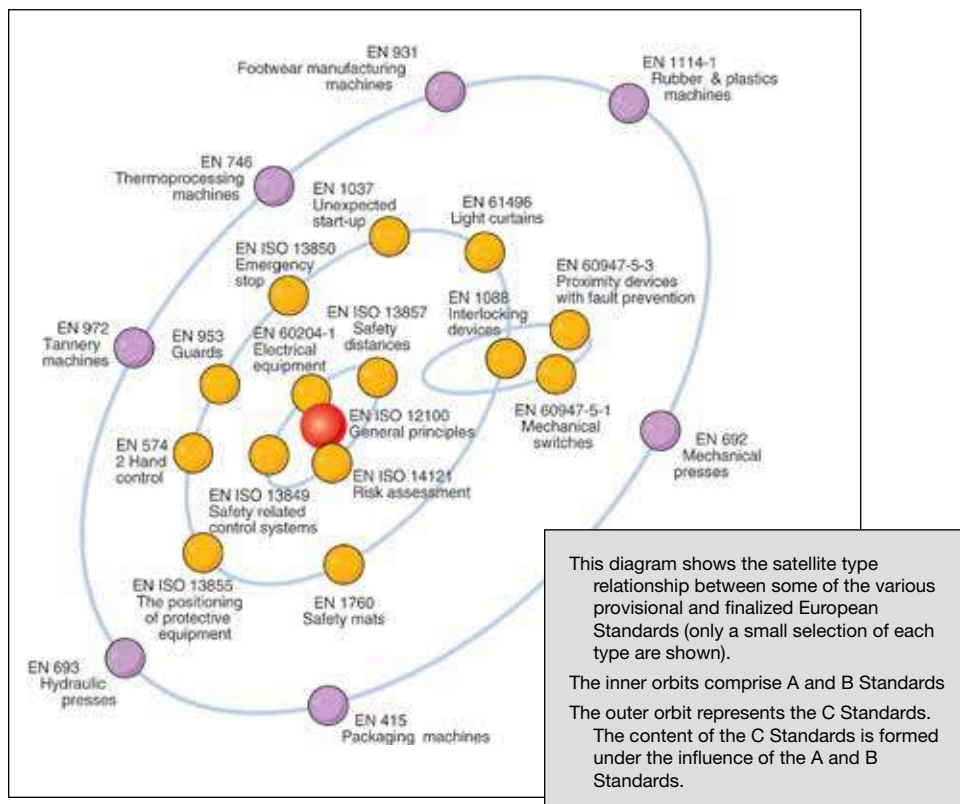 EN 931
Footwear manufacturing
machines
EN 1114-1
Rubber & plastics
machines
EN 746
Thermoprocessing
machines
EN 1037
Unexpected
start-up
EN 61496
Light curtains
EN ISO 13850
Emergency
stop
EN 60947-5-3
Proximity devices
with fault prevention
EN ISO 13857
Safety
distances
EN 1088
Interlocking
devices
EN 972
Tannery
machines
EN 953
Guards
EN 60204-1
Electrical
equipment
EN ISO 12100
General principles
EN 60947-5-1
Mechanical
switches
EN 574
2 Hand
control
EN 692
Mechanical
presses
EN ISO 14121
Risk assessment
EN ISO 13849
Safety related
control systems
EN ISO 13855
The positioning
of protective
equipment
EN 1760
Safety mats
EN 693
Hydraulic
presses
EN 415
Packaging machines
This diagram shows the satellite type
relationship between some of the various
provisional and finalized European
Standards (only a small selection of each
type are shown).
The inner orbits comprise A and B Standards
The outer orbit represents the C Standards.
The content of the C Standards is formed
under the influence of the A and B
Standards.